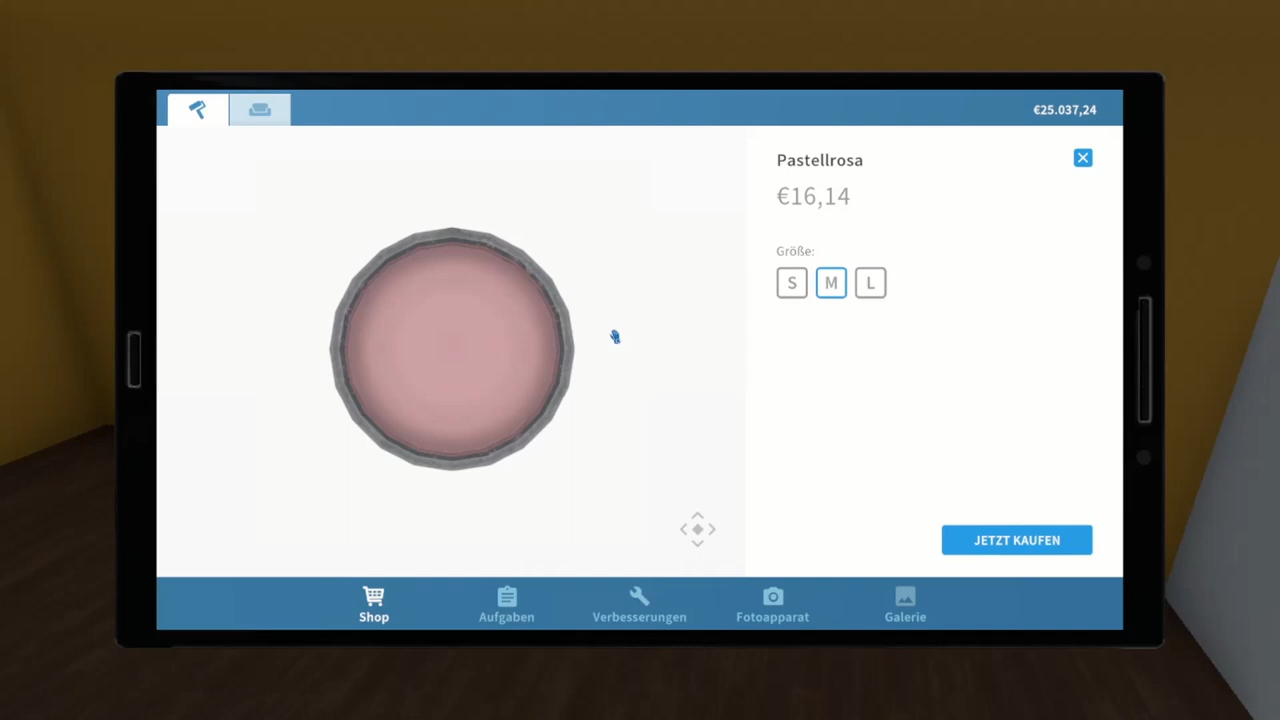 €25.037,24
Pastellrosa
€16,14
Größe:
S M L
JETZT KAUFEN
Shop Aufgaben Verbesserungen Fotoapparat Galerie